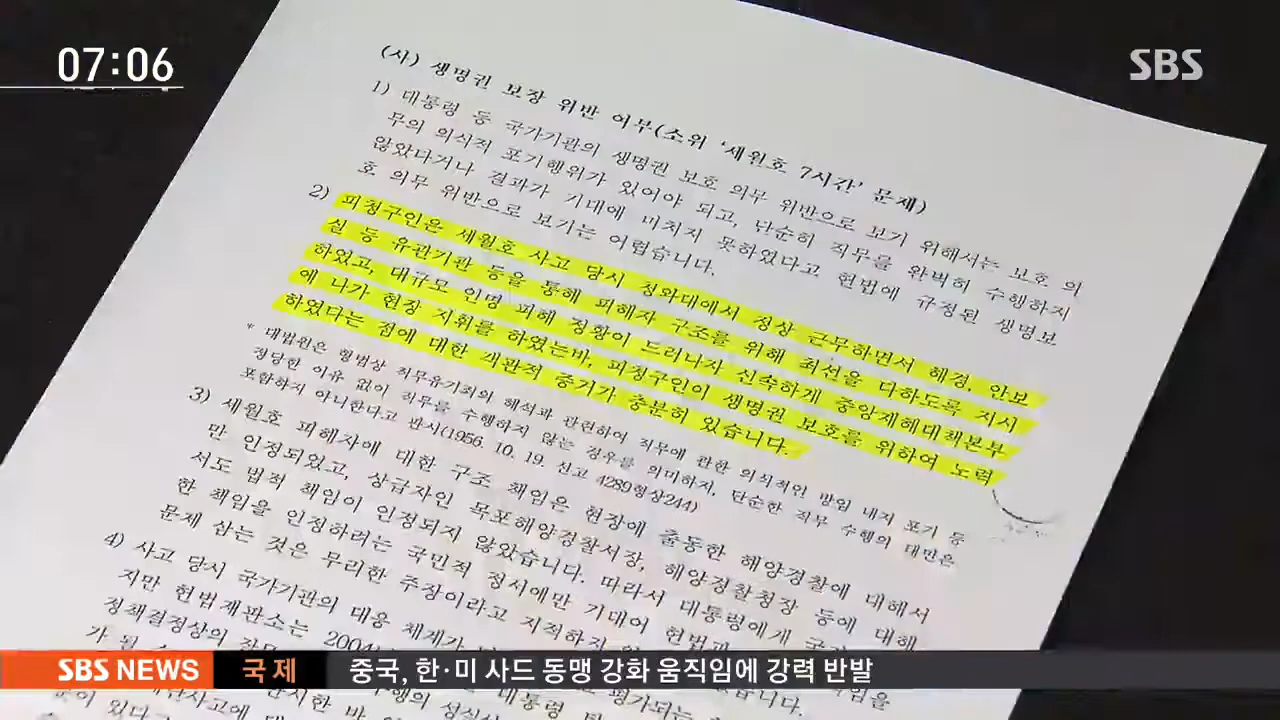 07:06
SBS
(사) 생명권 보장 위반 여부(소위 '세월호 7시간' 문제)
1) 대통령 등 국가기관의 생명권 보호 의무 위반으로 보기 위해서는 보호 의
무의 의식적 포기행위가 있어야 되고, 단순히 직무를 완벽히 수행하지
않았다거나 결과가 기대에 미치지 못하였다고 헌법에 규정된 생명보
호 의무 위반으로 보기는 어렵습니다.
2) 피청구인은 세월호 사고 당시 청와대에서 정상 근무하면서 해경, 안보
실 등 유관기관 등을 통해 피해자 구조를 위해 최선을 다하도록 지시
하였고, 대규모 인명 피해 정황이 드러나자 신속하게 중앙재해대책본부
에 나가 현장 지휘를 하였는바, 피청구인이 생명권 보호를 위하여 노력
하였다는 점에 대한 객관적 증거가 충분히 있습니다.
* 대법원은 형법상 직무유기죄의 해석과 관련하여 직무에 관한 의식적인 방임 내지 포기 등
정당한 이유 없이 직무를 수행하지 않는 경우를 의미하지, 단순한 직무 수행의 태만은
포함하지 아니한다고 판시(1956. 10. 19. 선고 4289형상244)
3) 세월호 피해자에 대한 구조 책임은 현장에 출동한 해양경찰에 대해서
만 인정되었고, 상급자인 목포해양경찰서장, 해양경찰청장 등에 대해
서도 법적 책임이 인정되지 않았습니다. 따라서 대통령에게 국가
한 책임을 인정하려는 국민적 정서에만 기대어 헌법과
문제 삼는 것은 무리한 주장이라고 지적하지
4) 사고 당시 국가기관의 대응 체계가
지만 헌법재판소는 2004
정책결정상의
SBS NEWS 국제 중국, 한·미 사드 동맹 강화 움직임에 강력 반발